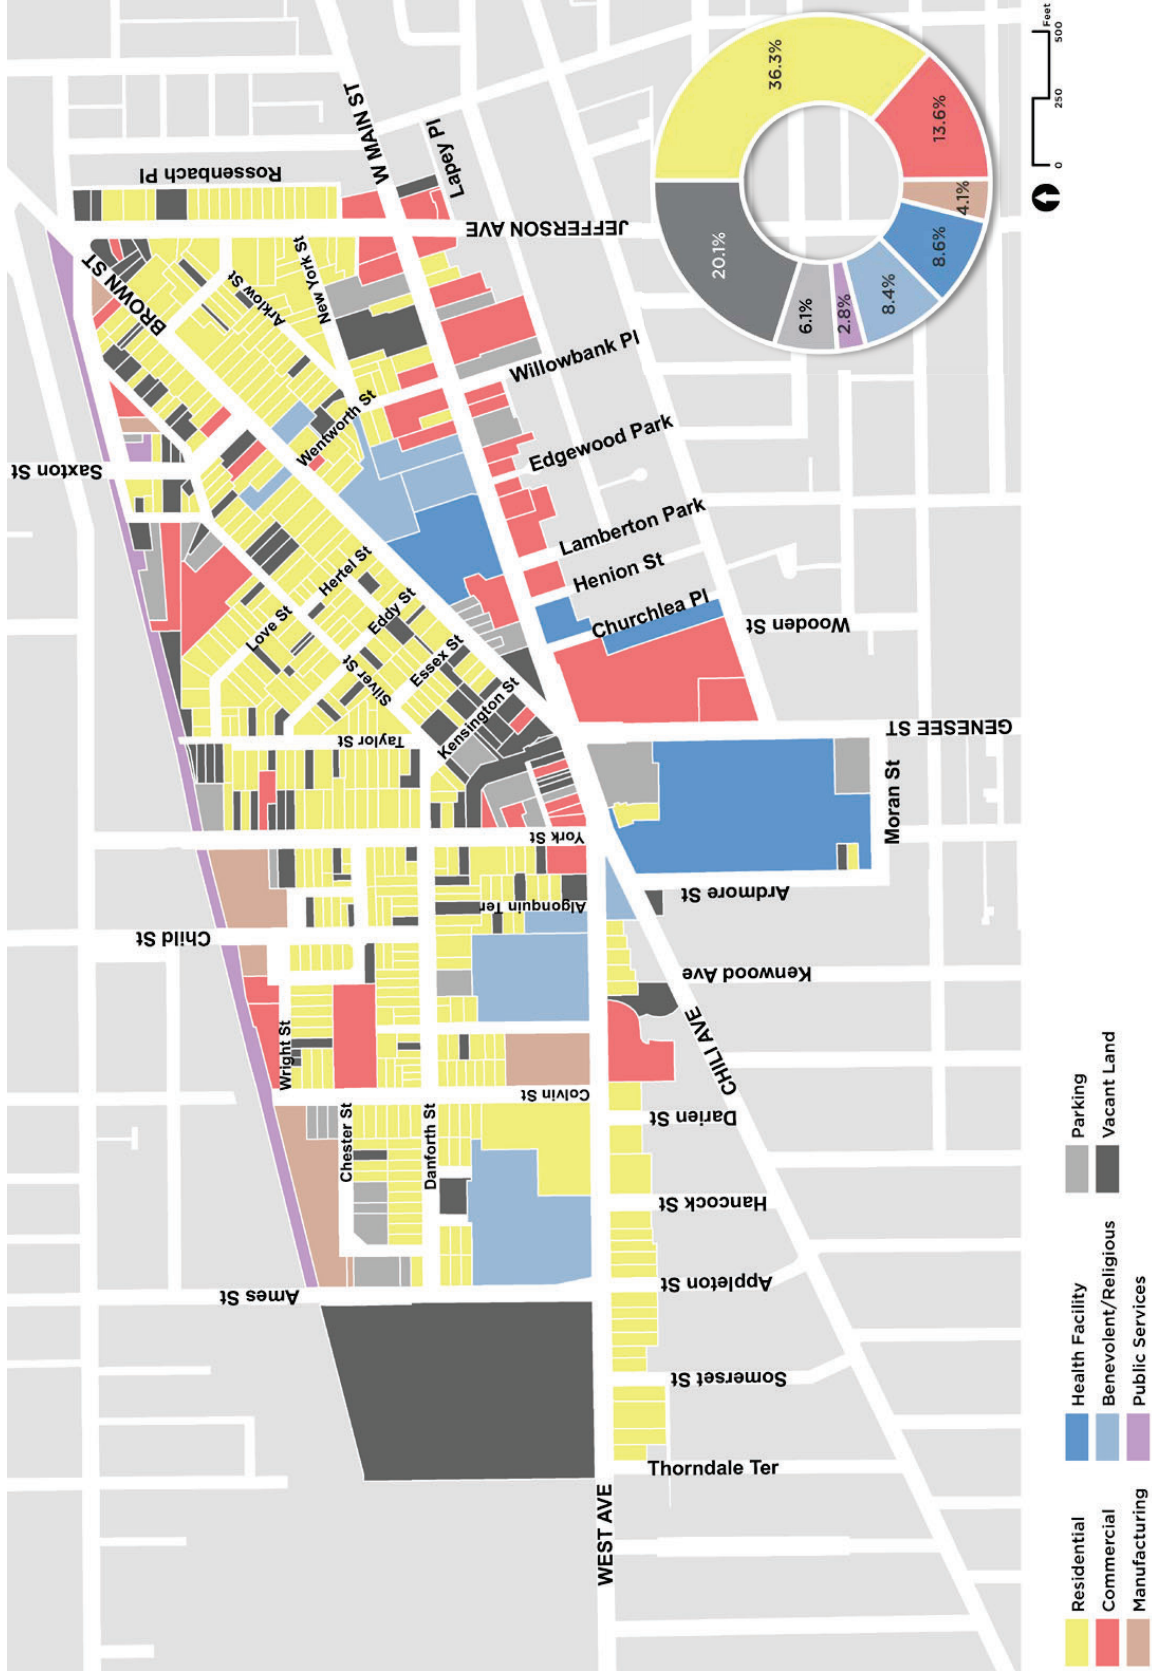 Saxton St
BROWN ST
Rossenbach Pl
W MAIN ST
Lapey Pl
JEFFERSON AVE
New York St
Arklow St
Wentworth St
Willowbank Pl
Edgewood Park
Lamberton Park
Henion St
Churchlea Pl
Wooden St
GENESEE ST
Hertel St
Love St
Eddy St
Silver St
Essex St
Kensington St
Taylor St
York St
Moran St
Ardmore St
Algonquin Ter
Child St
Kenwood Ave
CHILI AVE
Wright St
Colvin St
Chester St
Danforth St
Darien St
Hancock St
Ames St
Appleton St
Somerset St
Thorndale Ter
WEST AVE
36.3%
13.6%
4.1%
8.6%
8.4%
2.8%
6.1%
20.1%
0
250
500
Feet
Residential
Commercial
Manufacturing
Health Facility
Benevolent/Religious
Public Services
Parking
Vacant Land